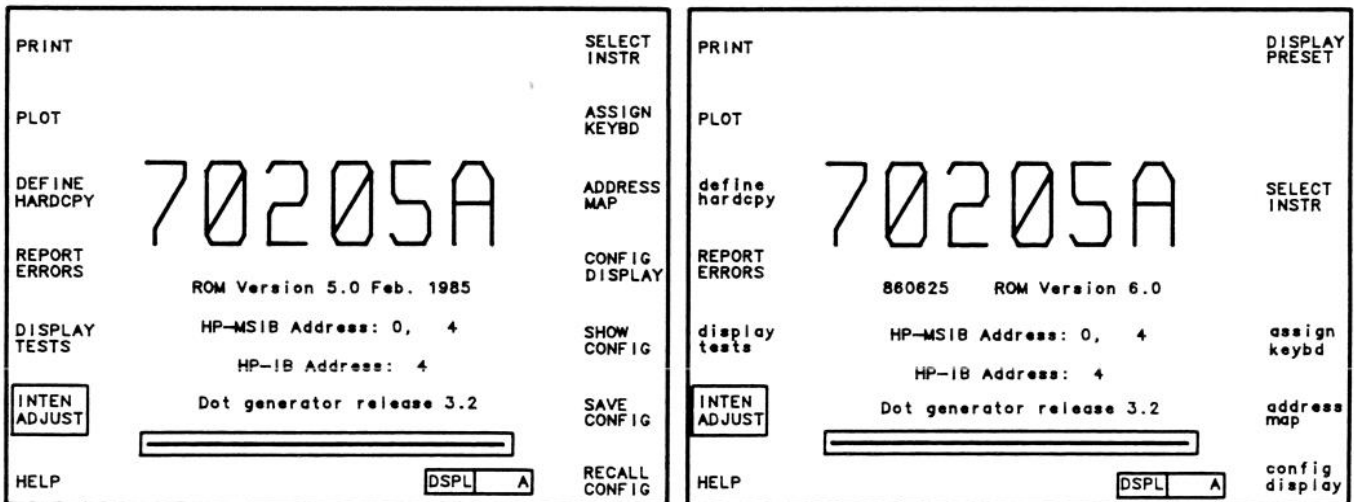 PRINT
PLOT
DEFINE
HARDCPY
REPORT
ERRORS
DISPLAY
TESTS
INTEN
ADJUST
HELP
70205A
ROM Version 5.0 Feb. 1985
HP-MSIB Address: 0, 4
HP-IB Address: 4
Dot generator release 3.2
DSPL A
SELECT
INSTR
ASSIGN
KEYBD
ADDRESS
MAP
CONFIG
DISPLAY
SHOW
CONFIG
SAVE
CONFIG
RECALL
CONFIG
PRINT
PLOT
define
hardcpy
REPORT
ERRORS
display
tests
INTEN
ADJUST
HELP
70205A
860625 ROM Version 6.0
HP-MSIB Address: 0, 4
HP-IB Address: 4
Dot generator release 3.2
DSPL A
DISPLAY
PRESET
SELECT
INSTR
assign
keybd
address
map
config
display